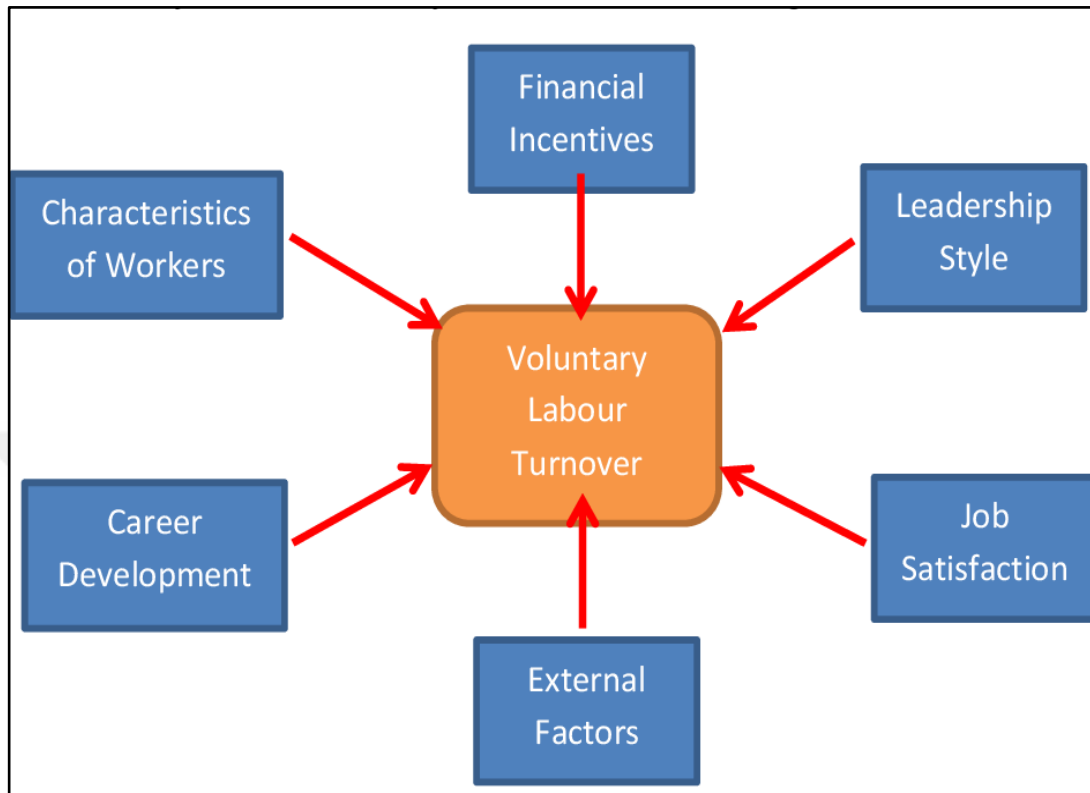 Financial
Incentives
Characteristics
of Workers
Leadership
Style
Voluntary
Labour
Turnover
Career
Development
Job
Satisfaction
External
Factors